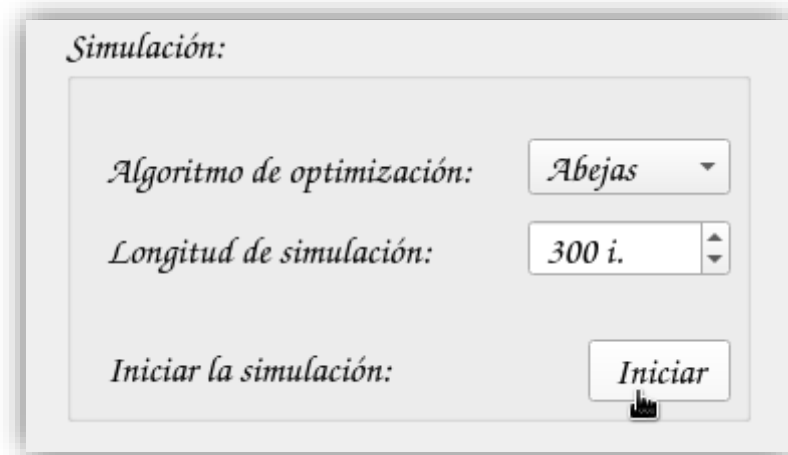 Simulación:
Algoritmo de optimización: Abejas
Longitud de simulación: 300 i.
Iniciar la simulación: Iniciar